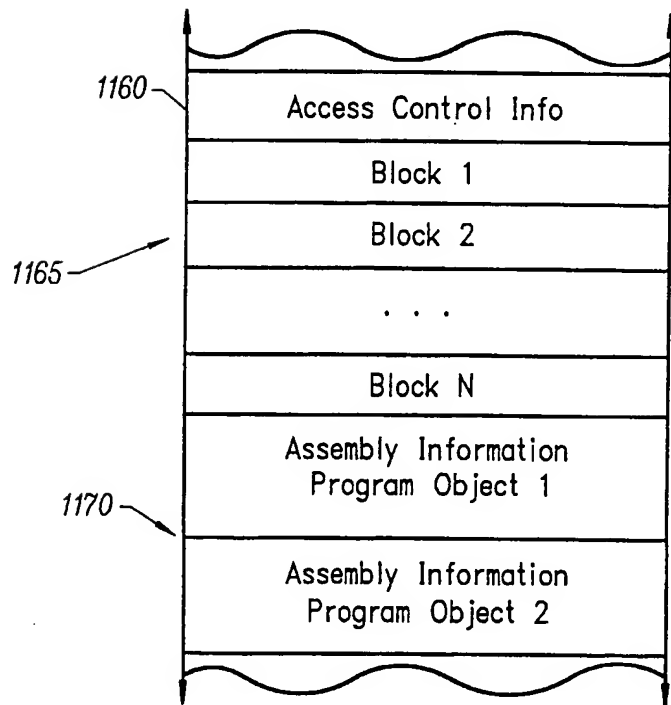 1160
Access Control Info
Block 1
Block 2
1165
. . .
Block N
Assembly Information
Program Object 1
1170
Assembly Information
Program Object 2